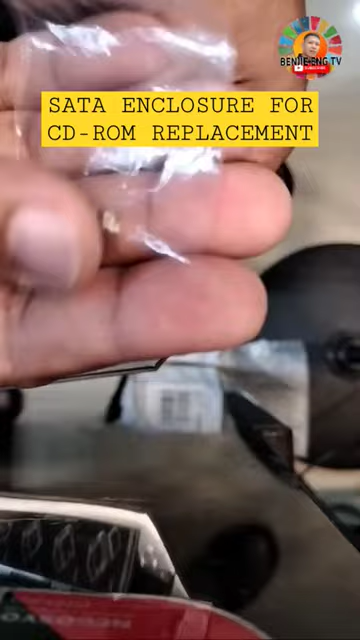 BENJIE ENG TV
SATA ENCLOSURE FOR
CD-ROM REPLACEMENT